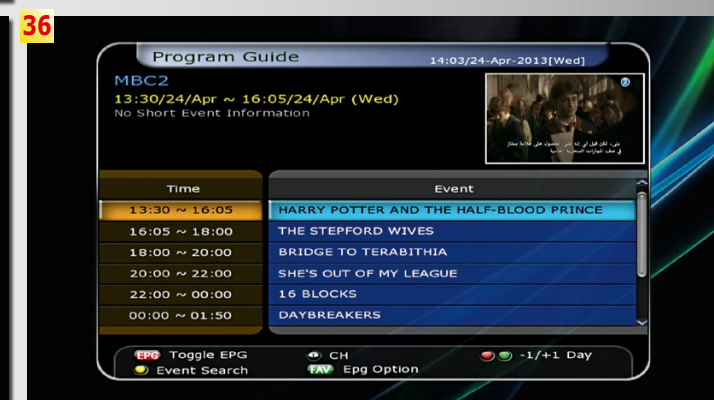 36
Program Guide
14:03/24-Apr-2013[Wed]
MBC2
13:30/24/Apr ~ 16:05/24/Apr (Wed)
No Short Event Information
Time Event
13:30 ~ 16:05 HARRY POTTER AND THE HALF-BLOOD PRINCE
16:05 ~ 18:00 THE STEPFORD WIVES
18:00 ~ 20:00 BRIDGE TO TERABITHIA
20:00 ~ 22:00 SHE'S OUT OF MY LEAGUE
22:00 ~ 00:00 16 BLOCKS
00:00 ~ 01:50 DAYBREAKERS
EPG Toggle EPG CH -1/+1 Day
Event Search FAV Epg Option